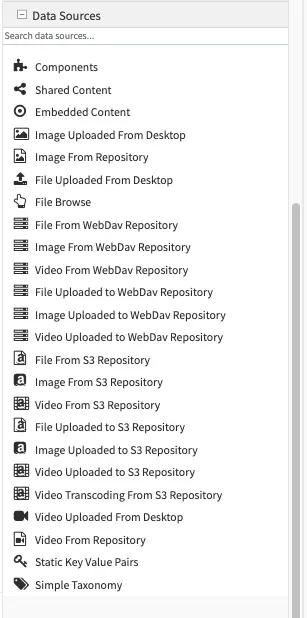 Data Sources
Search data sources...
Components
Shared Content
Embedded Content
Image Uploaded From Desktop
Image From Repository
File Uploaded From Desktop
File Browse
File From WebDav Repository
Image From WebDav Repository
Video From WebDav Repository
File Uploaded to WebDav Repository
Image Uploaded to WebDav Repository
Video Uploaded to WebDav Repository
File From S3 Repository
Image From S3 Repository
Video From S3 Repository
File Uploaded to S3 Repository
Image Uploaded to S3 Repository
Video Uploaded to S3 Repository
Video Transcoding From S3 Repository
Video Uploaded From Desktop
Video From Repository
Static Key Value Pairs
Simple Taxonomy